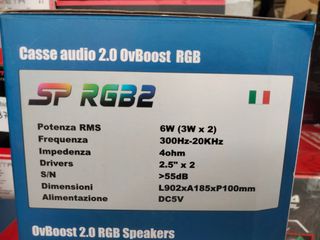 Casse audio 2.0 OvBoost RGB
SP RGB2
Potenza RMS 6W (3W x 2)
Frequenza 300Hz-20KHz
Impedenza 4ohm
Drivers 2.5" x 2
S/N >55dB
Dimensioni L902xA185xP100mm
Alimentazione DC5V
OvBoost 2.0 RGB Speakers